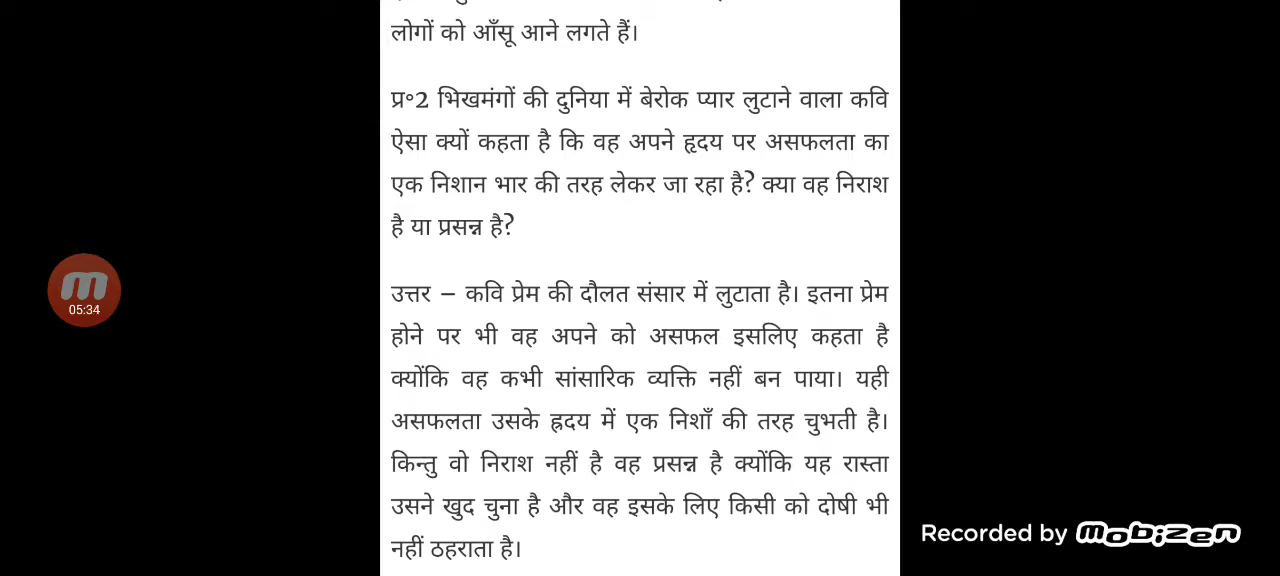 लोगों को आँसू आने लगते हैं।
प्र॰2 भिखमंगों की दुनिया में बेरोक प्यार लुटाने वाला कवि
ऐसा क्यों कहता है कि वह अपने हृदय पर असफलता का
एक निशान भार की तरह लेकर जा रहा है? क्या वह निराश
है या प्रसन्न है?
उत्तर – कवि प्रेम की दौलत संसार में लुटाता है। इतना प्रेम
होने पर भी वह अपने को असफल इसलिए कहता है
क्योंकि वह कभी सांसारिक व्यक्ति नहीं बन पाया। यही
असफलता उसके ह्रदय में एक निशाँ की तरह चुभती है।
किन्तु वो निराश नहीं है वह प्रसन्न है क्योंकि यह रास्ता
उसने खुद चुना है और वह इसके लिए किसी को दोषी भी
नहीं ठहराता है।
05:34
Recorded by mobizen